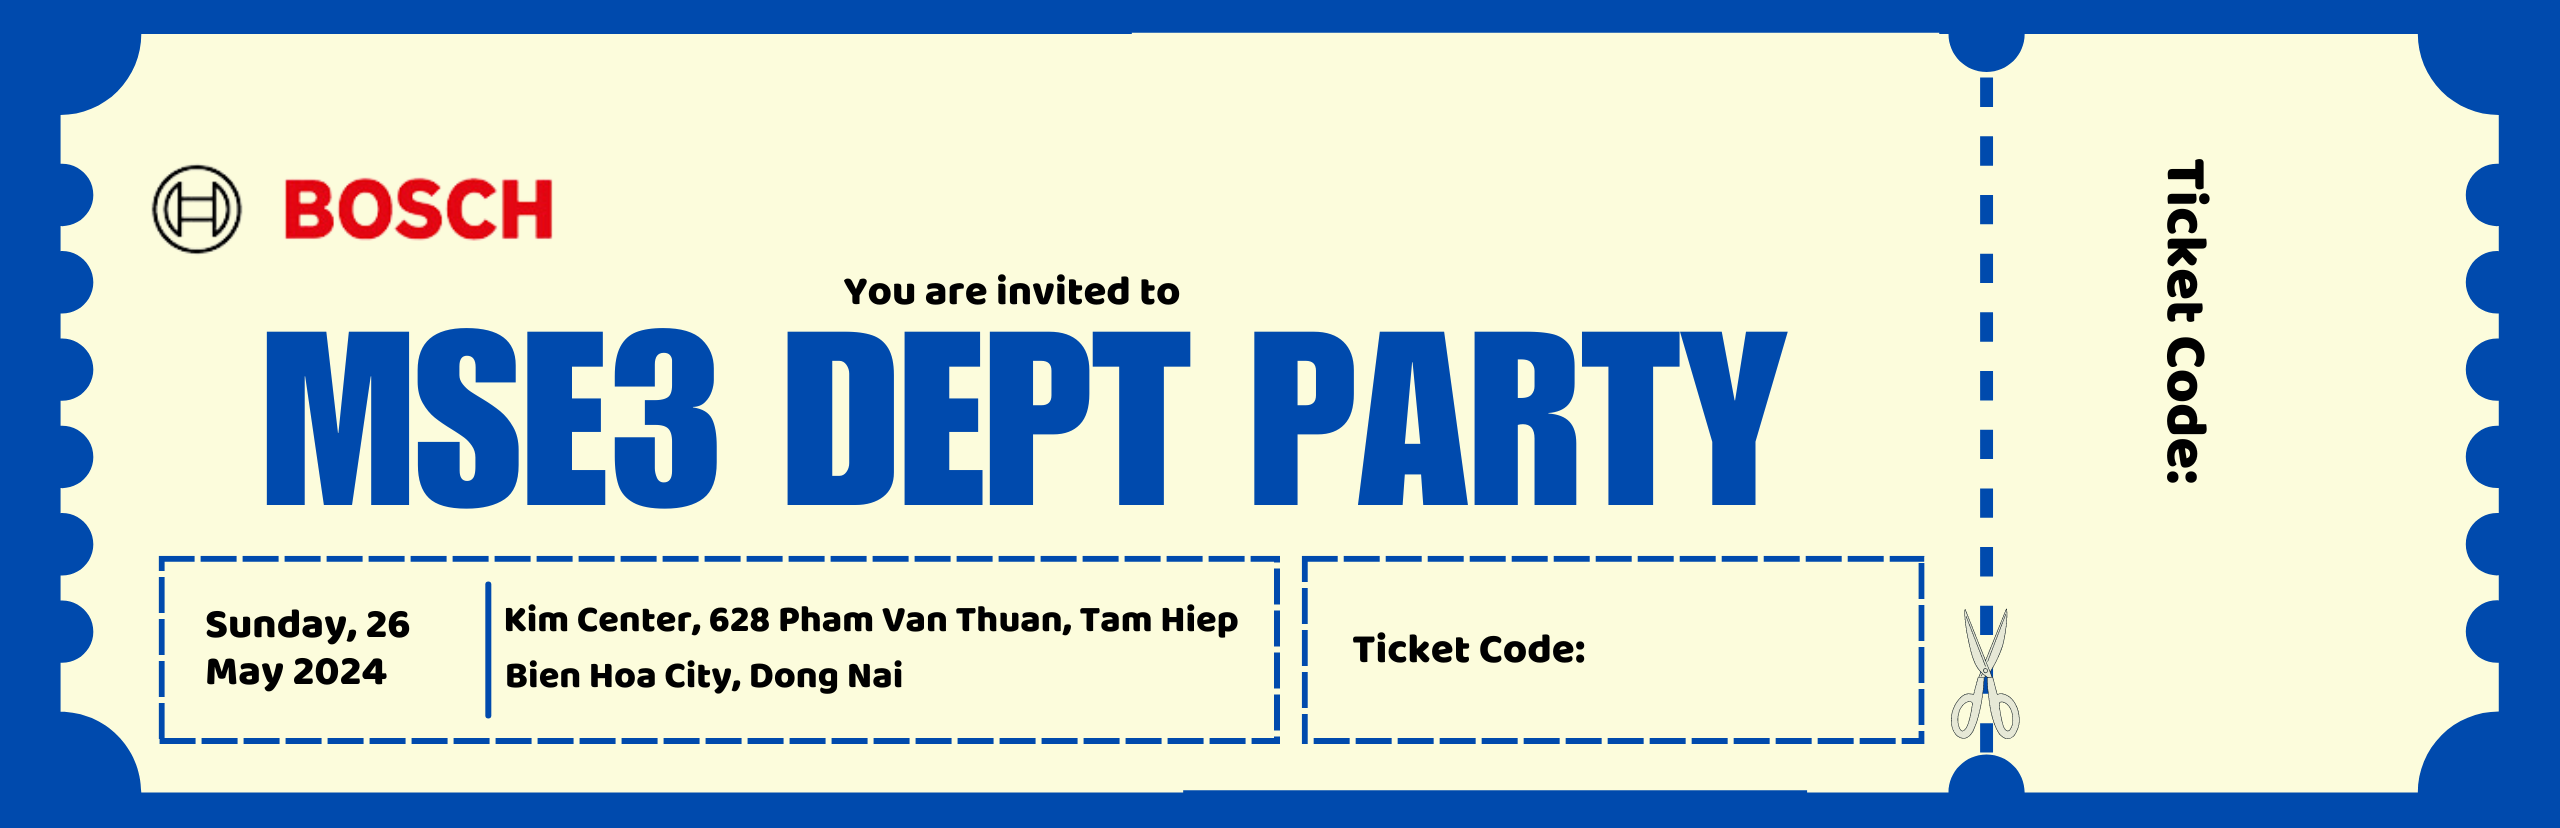 BOSCH
You are invited to
MSE3 DEPT PARTY
Sunday, 26
May 2024
Kim Center, 628 Pham Van Thuan, Tam Hiep
Bien Hoa City, Dong Nai
Ticket Code:
Ticket Code: